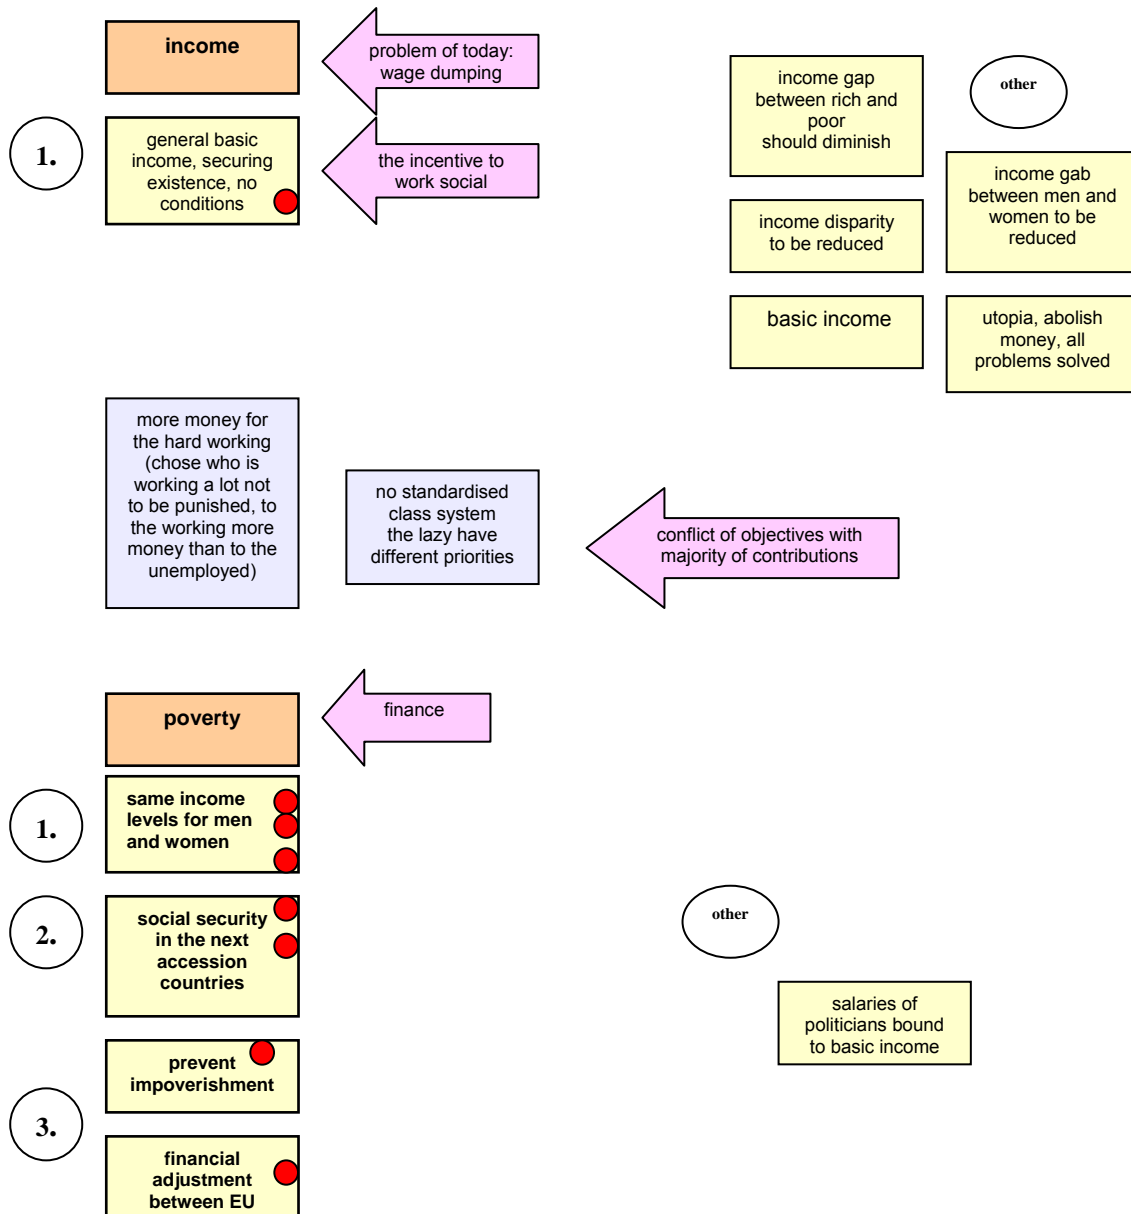 income
problem of today:
wage dumping
1.
general basic
income, securing
existence, no
conditions
the incentive to
work social
income gap
between rich and
poor
should diminish
other
income gab
between men and
women to be
reduced
income disparity
to be reduced
basic income
utopia, abolish
money, all
problems solved
more money for
the hard working
(chose who is
working a lot not
to be punished, to
the working more
money than to the
unemployed)
no standardised
class system
the lazy have
different priorities
conflict of objectives with
majority of contributions
poverty
finance
1.
same income
levels for men
and women
2.
social security
in the next
accession
countries
other
salaries of
politicians bound
to basic income
3.
prevent
impoverishment
financial
adjustment
between EU